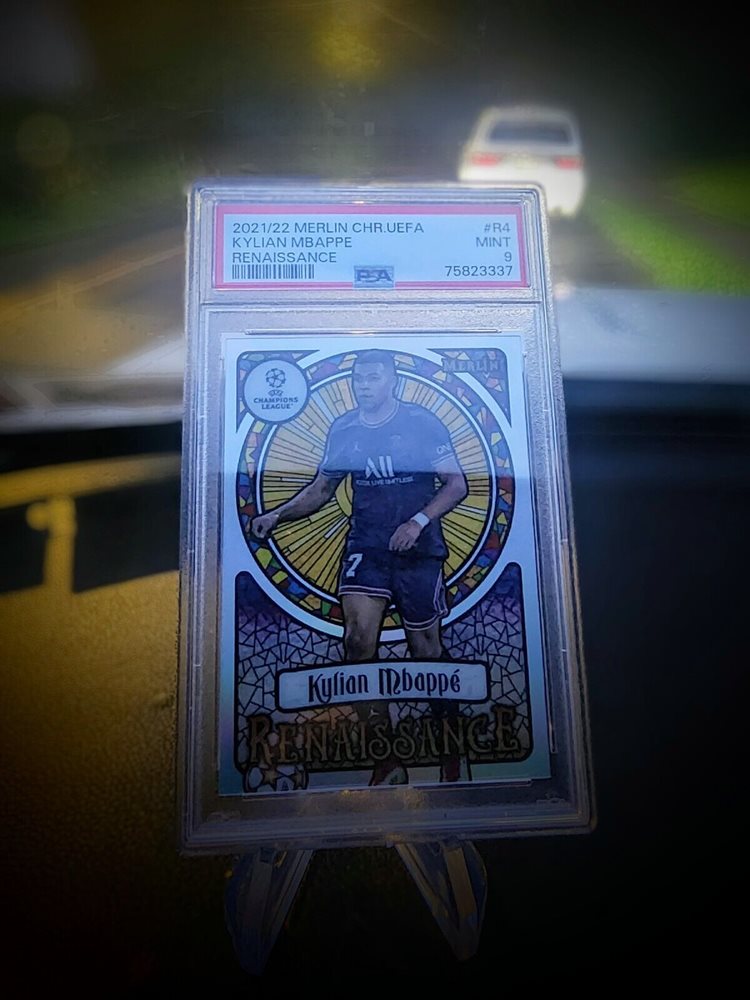 2021/22 MERLIN CHR.UEFA #R4
KYLIAN MBAPPE MINT
RENAISSANCE 9
PSA 75823337
MERLIN
CHAMPIONS
LEAGUE
ALL
7
Kylian Mbappé
RENAISSANCE